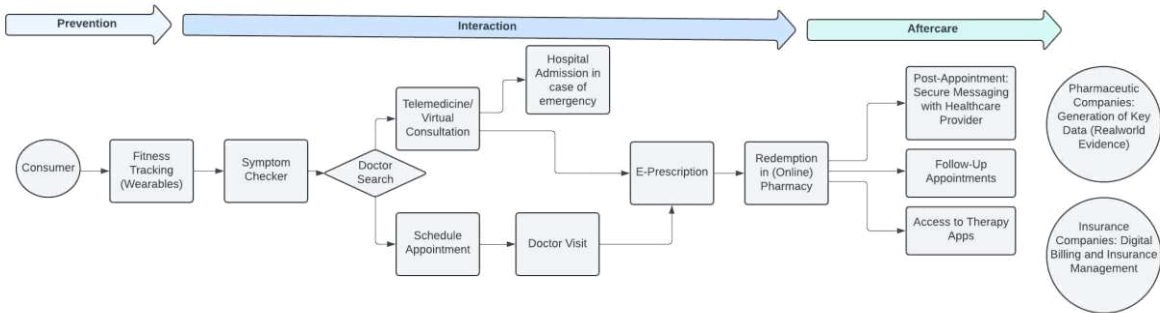 Prevention
Interaction
Aftercare
Consumer
Fitness
Tracking
(Wearables)
Symptom
Checker
Doctor
Search
Telemedicine/
Virtual
Consultation
Hospital
Admission in
case of
emergency
Schedule
Appointment
Doctor Visit
E-Prescription
Redemption
in (Online)
Pharmacy
Post-Appointment:
Secure Messaging
with Healthcare
Provider
Follow-Up
Appointments
Access to Therapy
Apps
Pharmaceutic
Companies:
Generation of Key
Data (Realworld
Evidence)
Insurance
Companies: Digital
Billing and Insurance
Management